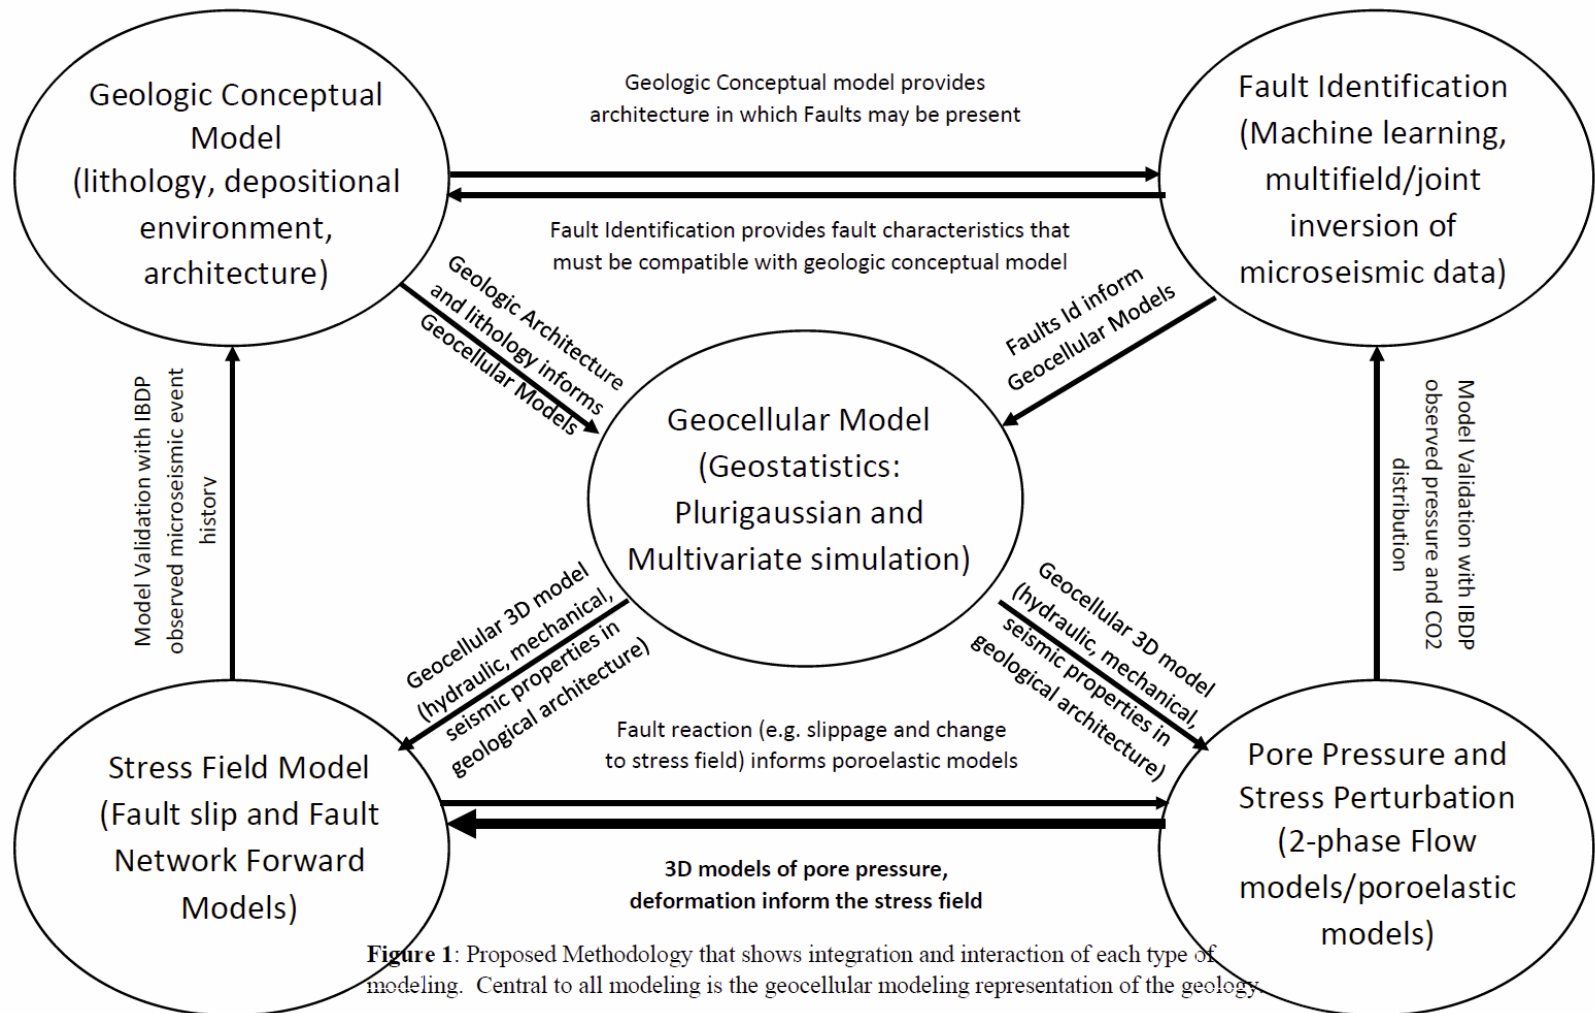 Geologic Conceptual
Model
(lithology, depositional
environment,
architecture)
Geologic Conceptual model provides
architecture in which Faults may be present
Fault Identification
(Machine learning,
multifield/joint
inversion of
microseismic data)
Fault Identification provides fault characteristics that
must be compatible with geologic conceptual model
Geologic Architecture
and lithology informs
Geocellular Models
Faults Id inform
Geocellular Models
Model Validation with IBDP
observed microseismic event
history
Geocellular Model
(Geostatistics:
Plurigaussian and
Multivariate simulation)
Model Validation with IBDP
observed pressure and CO2
distribution
Geocellular 3D model
(hydraulic, mechanical,
seismic properties in
geological architecture)
Geocellular 3D model
(hydraulic, mechanical,
seismic properties in
geological architecture)
Fault reaction (e.g. slippage and change
to stress field) informs poroelastic models
Stress Field Model
(Fault slip and Fault
Network Forward
Models)
Pore Pressure and
Stress Perturbation
(2-phase Flow
models/poroelastic
models)
3D models of pore pressure,
deformation inform the stress field
Figure 1: Proposed Methodology that shows integration and interaction of each type of
modeling. Central to all modeling is the geocellular modeling representation of the geology.